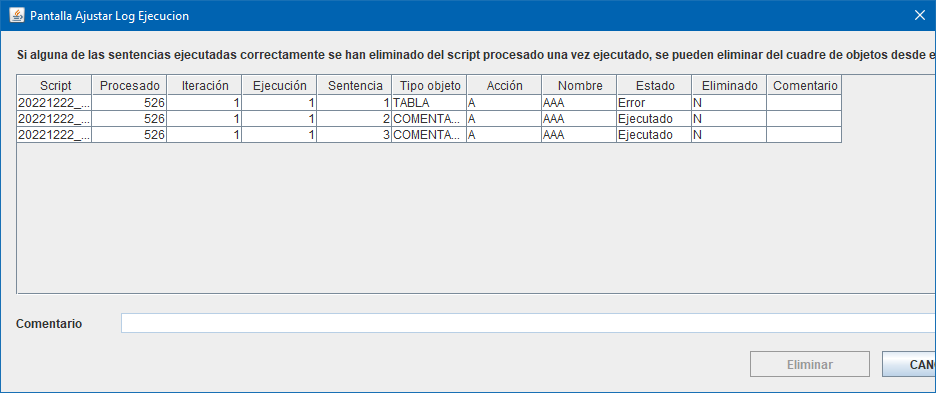 Pantalla Ajustar Log Ejecucion
Si alguna de las sentencias ejecutadas correctamente se han eliminado del script procesado una vez ejecutado, se pueden eliminar del cuadre de objetos desde e
Script Procesado Iteración Ejecución Sentencia Tipo objeto Acción Nombre Estado Eliminado Comentario
20221222_... 526 1 1 1 TABLA A AAA Error N
20221222_... 526 1 1 2 COMENTA... A AAA Ejecutado N
20221222_... 526 1 1 3 COMENTA... A AAA Ejecutado N
Comentario
Eliminar CAN